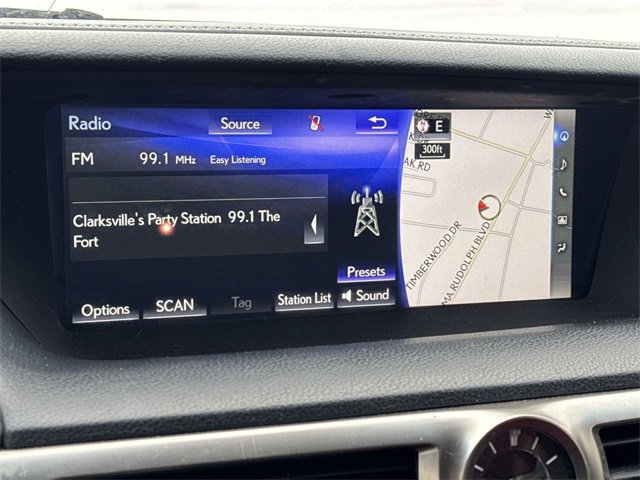 Radio
Source
FM 99.1 MHz Easy Listening
Clarksville's Party Station 99.1 The
Fort
Presets
Options
SCAN
Tag
Station List
Sound
E
300ft
AK RD
TIMBERWOOD DR
MA RUDOLPH BLVD